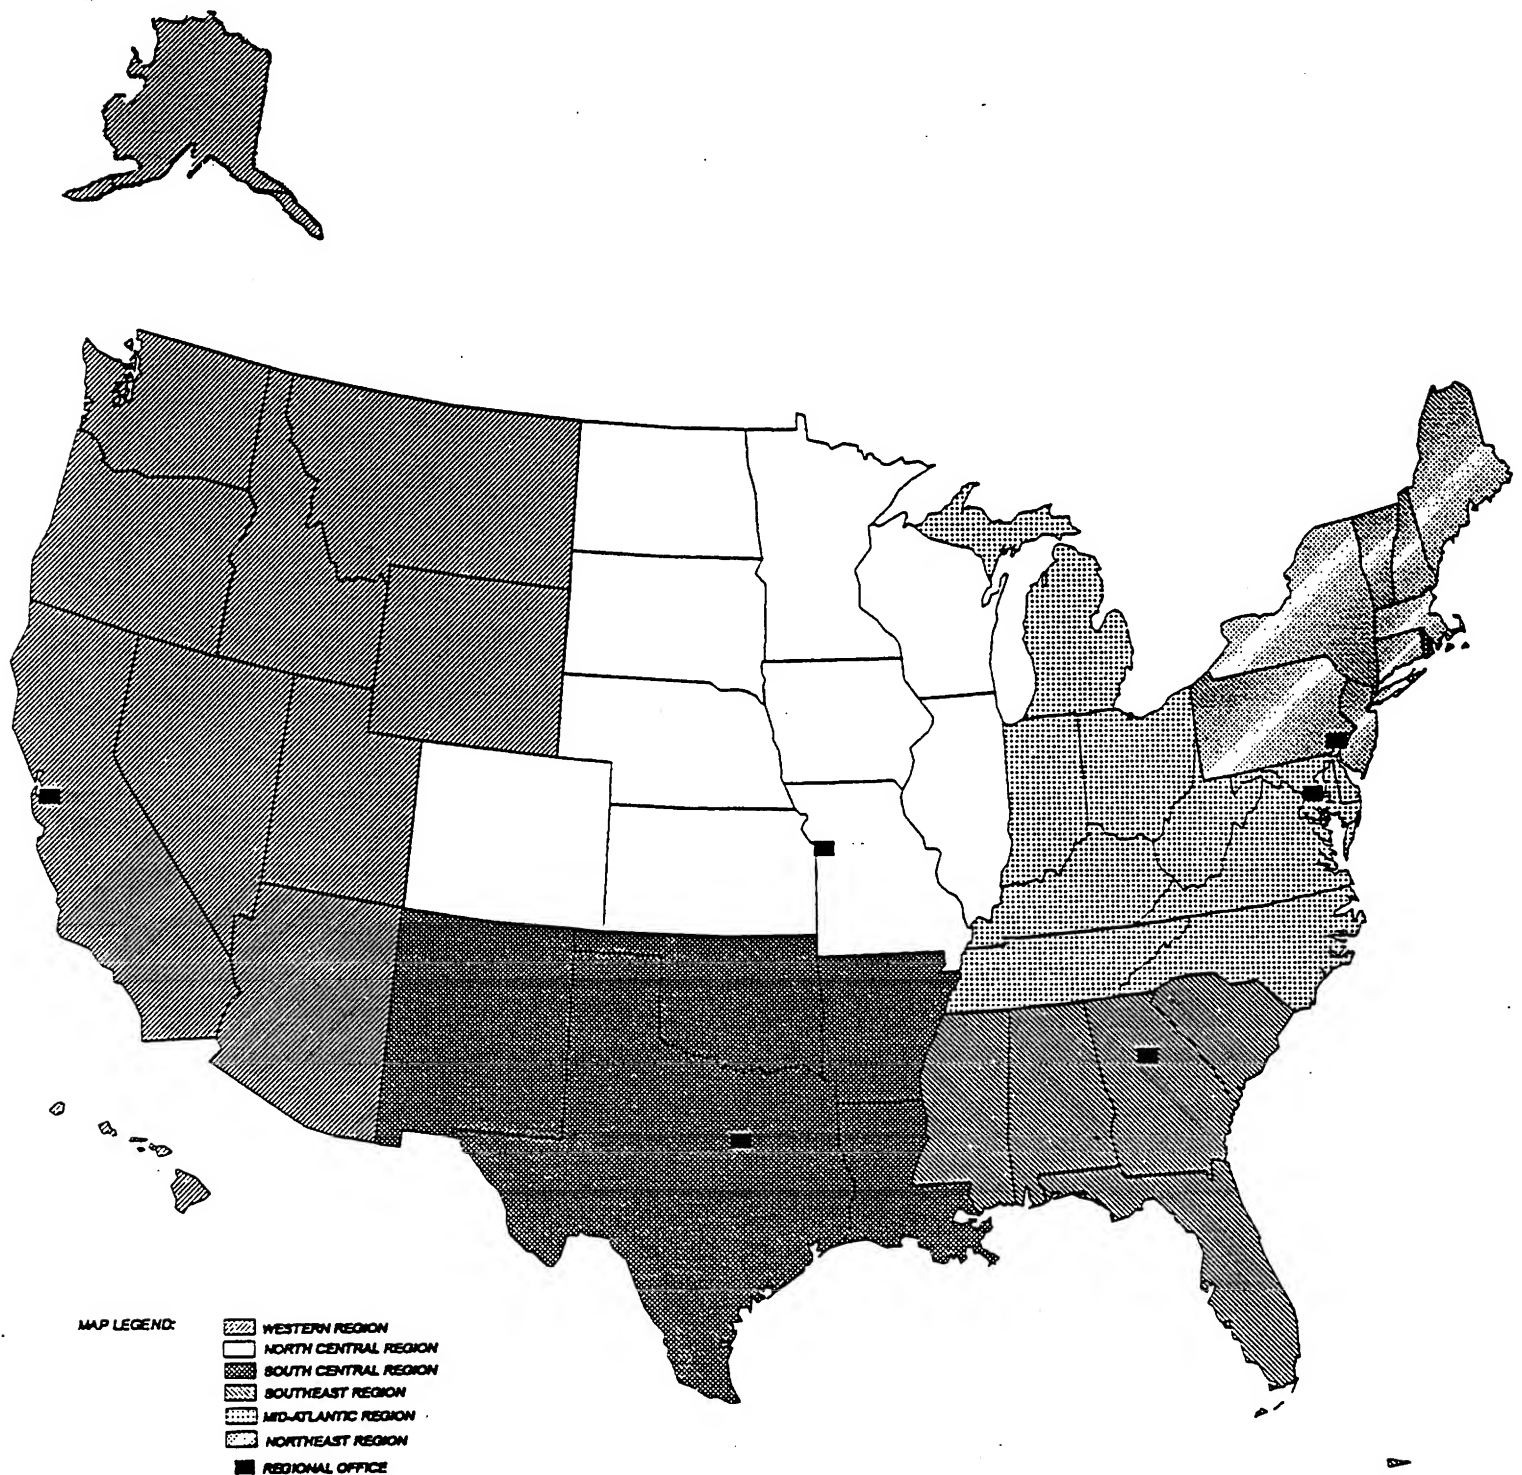 MAP LEGEND:
WESTERN REGION
NORTH CENTRAL REGION
SOUTH CENTRAL REGION
SOUTHEAST REGION
MID-ATLANTIC REGION
NORTHEAST REGION
REGIONAL OFFICE